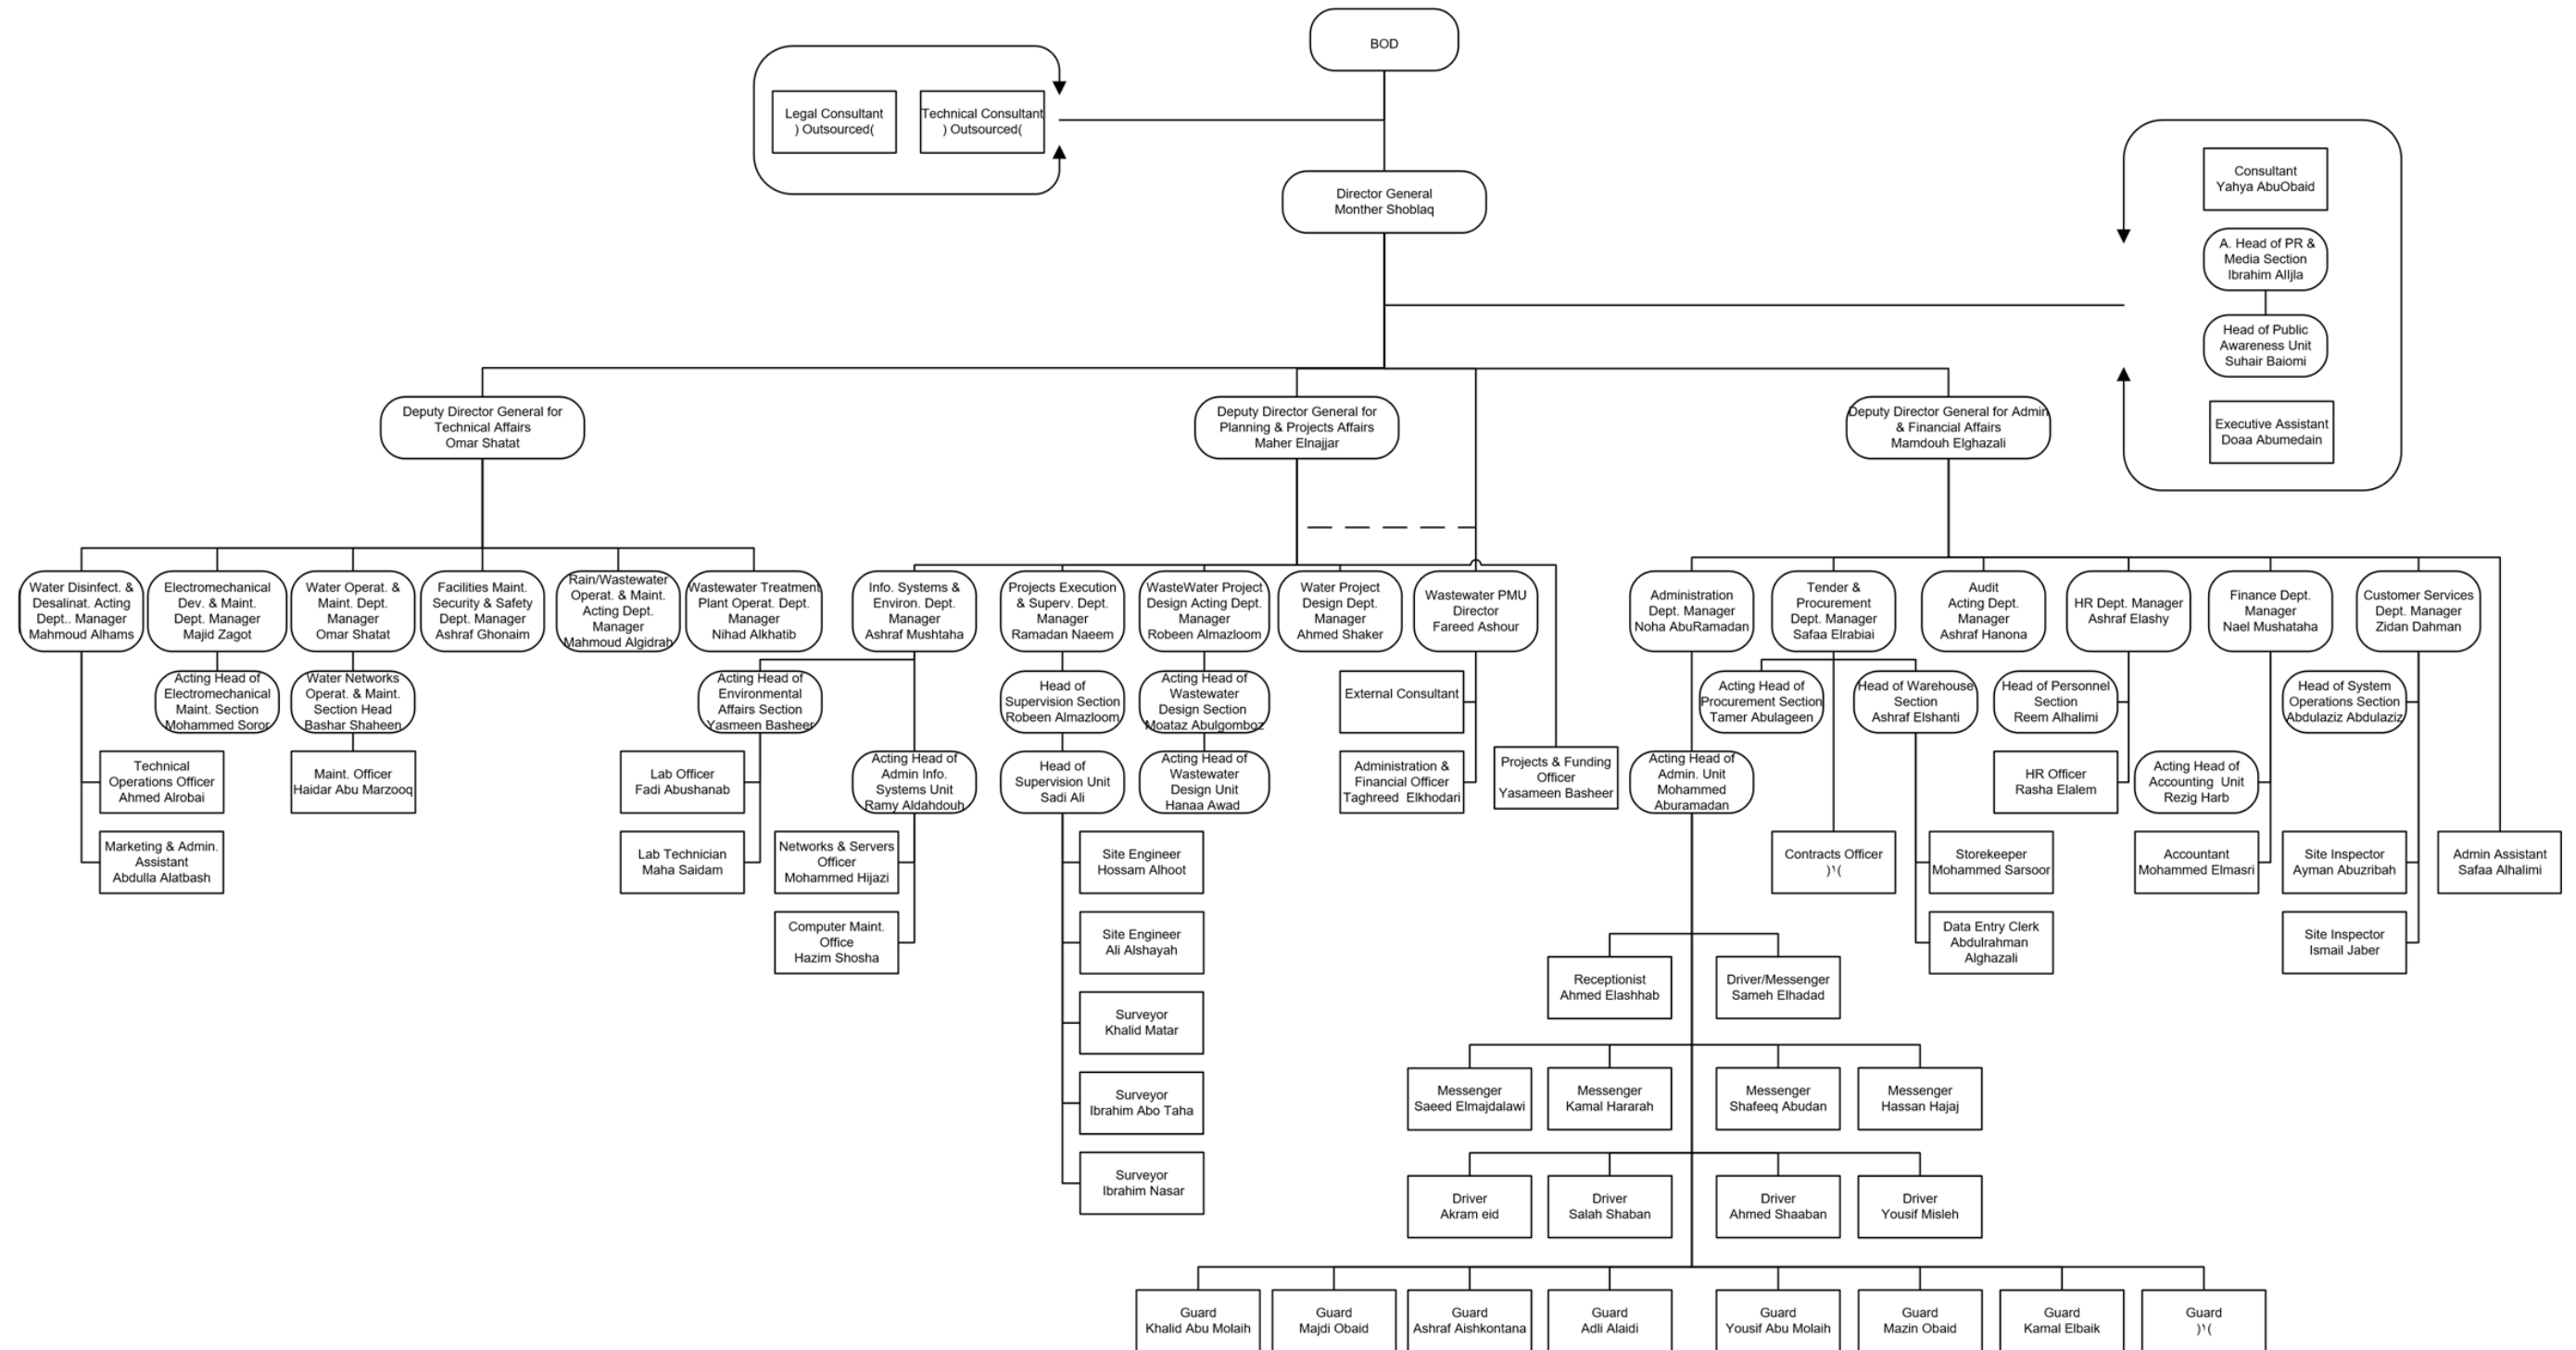 BOD
Legal Consultant
) Outsourced(
Technical Consultant
) Outsourced(
Consultant
Yahya AbuObaid
Director General
Monther Shoblaq
A. Head of PR &
Media Section
Ibrahim Alljla
Head of Public
Awareness Unit
Suhair Baiomi
Executive Assistant
Doaa Abumedain
Deputy Director General for
Technical Affairs
Omar Shatat
Deputy Director General for
Planning & Projects Affairs
Maher Elnajjar
Deputy Director General for Admin
& Financial Affairs
Mamdouh Elghazali
Water Disinfect. &
Desalinat. Acting
Dept.. Manager
Mahmoud Alhams
Electromechanical
Dev. & Maint.
Dept. Manager
Majid Zagot
Water Operat. &
Maint. Dept.
Manager
Omar Shatat
Facilities Maint.
Security & Safety
Dept. Manager
Ashraf Ghonaim
Rain/Wastewater
Operat. & Maint.
Acting Dept.
Manager
Mahmoud Algidrah
Wastewater Treatment
Plant Operat. Dept.
Manager
Nihad Alkhatib
Info. Systems &
Environ. Dept.
Manager
Ashraf Mushtaha
Projects Execution
& Superv. Dept.
Manager
Ramadan Naeem
WasteWater Project
Design Acting Dept.
Manager
Robeen Almazloom
Water Project
Design Dept.
Manager
Ahmed Shaker
Wastewater PMU
Director
Fareed Ashour
Administration
Dept. Manager
Noha AbuRamadan
Tender &
Procurement
Dept. Manager
Safaa Elrabiai
Audit
Acting Dept.
Manager
Ashraf Hanona
HR Dept. Manager
Ashraf Elashy
Finance Dept.
Manager
Nael Mushataha
Customer Services
Dept. Manager
Zidan Dahman
Acting Head of
Electromechanical
Maint. Section
Mohammed Soror
Water Networks
Operat. & Maint.
Section Head
Bashar Shaheen
Acting Head of
Environmental
Affairs Section
Yasmeen Basheer
Head of
Supervision Section
Robeen Almazloom
Acting Head of
Wastewater
Design Section
Moataz Abulgomboz
External Consultant
Acting Head of
Procurement Section
Tamer Abulageen
Head of Warehouse
Section
Ashraf Elshanti
Head of Personnel
Section
Reem Alhalimi
Head of System
Operations Section
Abdulaziz Abdulaziz
Technical
Operations Officer
Ahmed Alrobai
Maint. Officer
Haidar Abu Marzooq
Lab Officer
Fadi Abushanab
Acting Head of
Admin Info.
Systems Unit
Ramy Aldahdouh
Head of
Supervision Unit
Sadi Ali
Acting Head of
Wastewater
Design Unit
Hanaa Awad
Administration &
Financial Officer
Taghreed  Elkhodari
Projects & Funding
Officer
Yasameen Basheer
Acting Head of
Admin. Unit
Mohammed
Aburamadan
HR Officer
Rasha Elalem
Acting Head of
Accounting  Unit
Rezig Harb
Marketing & Admin.
Assistant
Abdulla Alatbash
Lab Technician
Maha Saidam
Networks & Servers
Officer
Mohammed Hijazi
Site Engineer
Hossam Alhoot
Contracts Officer
)١(
Storekeeper
Mohammed Sarsoor
Accountant
Mohammed Elmasri
Site Inspector
Ayman Abuzribah
Admin Assistant
Safaa Alhalimi
Computer Maint.
Office
Hazim Shosha
Site Engineer
Ali Alshayah
Data Entry Clerk
Abdulrahman
Alghazali
Site Inspector
Ismail Jaber
Receptionist
Ahmed Elashhab
Driver/Messenger
Sameh Elhadad
Surveyor
Khalid Matar
Messenger
Saeed Elmajdalawi
Messenger
Kamal Hararah
Messenger
Shafeeq Abudan
Messenger
Hassan Hajaj
Surveyor
Ibrahim Abo Taha
Surveyor
Ibrahim Nasar
Driver
Akram eid
Driver
Salah Shaban
Driver
Ahmed Shaaban
Driver
Yousif Misleh
Guard
Khalid Abu Molaih
Guard
Majdi Obaid
Guard
Ashraf Aishkontana
Guard
Adli Alaidi
Guard
Yousif Abu Molaih
Guard
Mazin Obaid
Guard
Kamal Elbaik
Guard
)١(